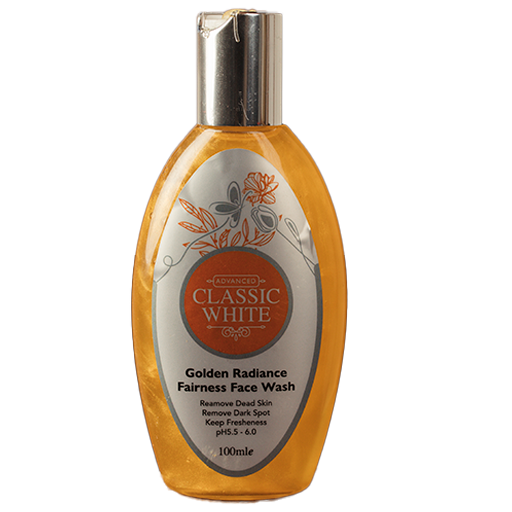 ADVANCED
CLASSIC
WHITE
Golden Radiance
Fairness Face Wash
Reamove Dead Skin
Remove Dark Spot
Keep Fresheness
pH5.5 - 6.0
100mle